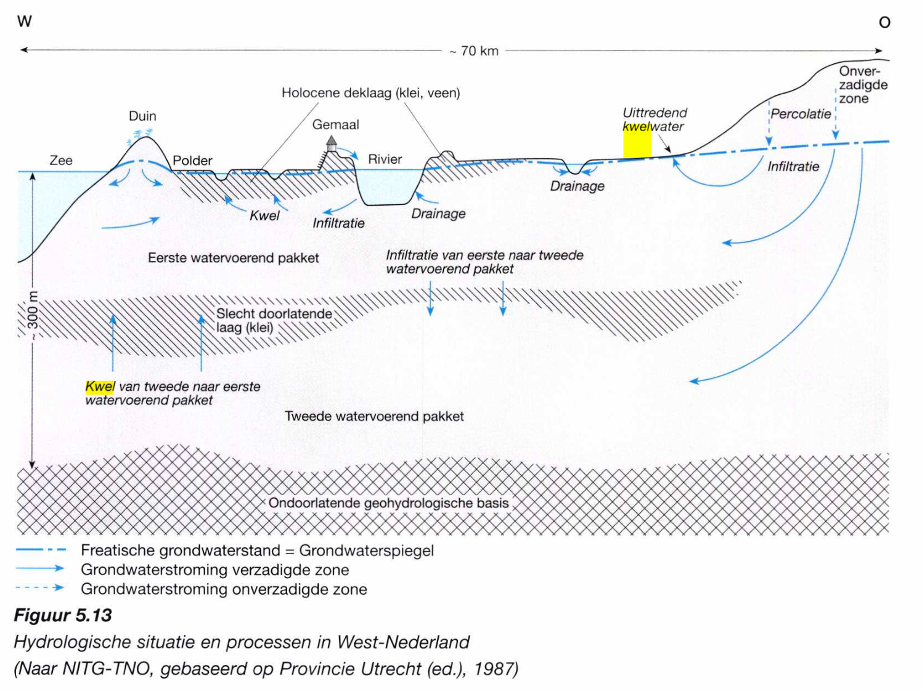 W
O
~ 70 km
Onver-
zadigde
zone
Holocene deklaag (klei, veen)
Duin
Gemaal
Uittredend
kwelwater
Percolatie
Zee
Polder
Rivier
Infiltratie
Drainage
Kwel
Infiltratie
Drainage
Eerste watervoerend pakket
Infiltratie van eerste naar tweede
watervoerend pakket
~ 300 m
Slecht doorlatende
laag (klei)
Kwel van tweede naar eerste
watervoerend pakket
Tweede watervoerend pakket
Ondoorlatende geohydrologische basis
Freatische grondwaterstand = Grondwaterspiegel
Grondwaterstroming verzadigde zone
Grondwaterstroming onverzadigde zone
Figuur 5.13
Hydrologische situatie en processen in West-Nederland
(Naar NITG-TNO, gebaseerd op Provincie Utrecht (ed.), 1987)